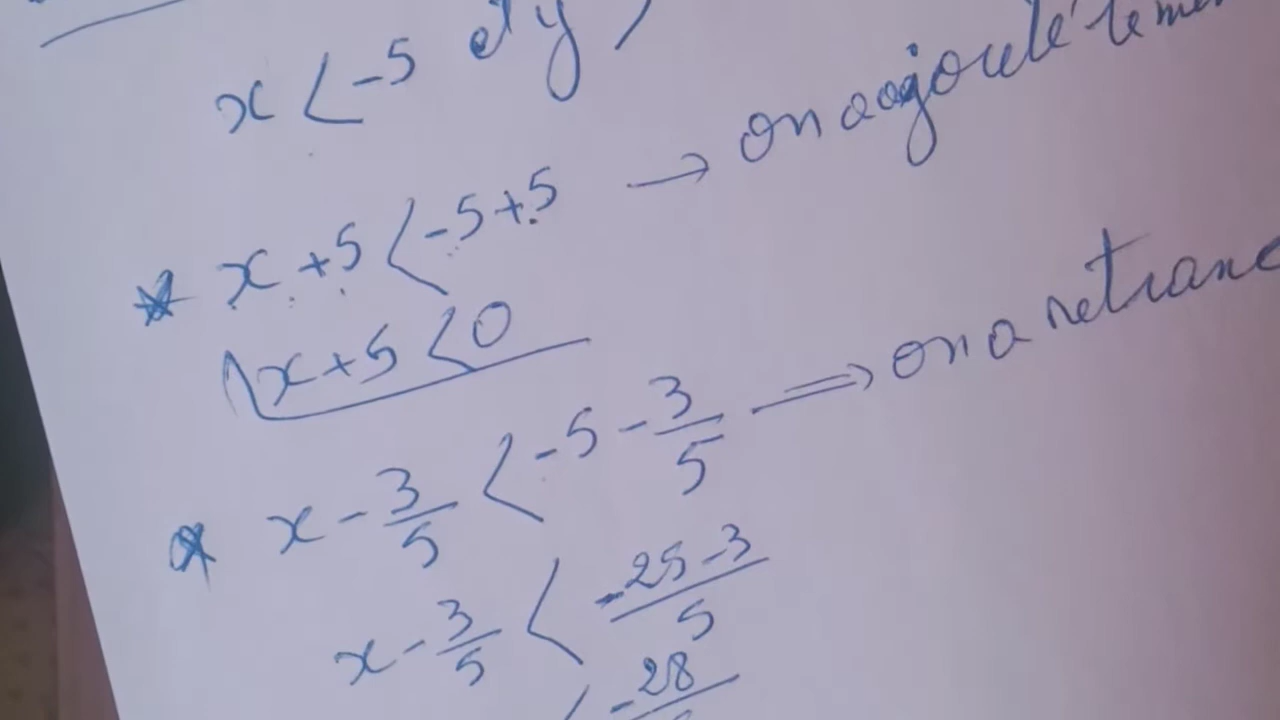 x < -5 et y >
* x + 5 < -5 + 5 → on a ajouté le
x + 5 < 0
* x - 3/5 < -5 - 3/5 ⟹ on a
x - 3/5 < (-25 - 3)/5
< -28